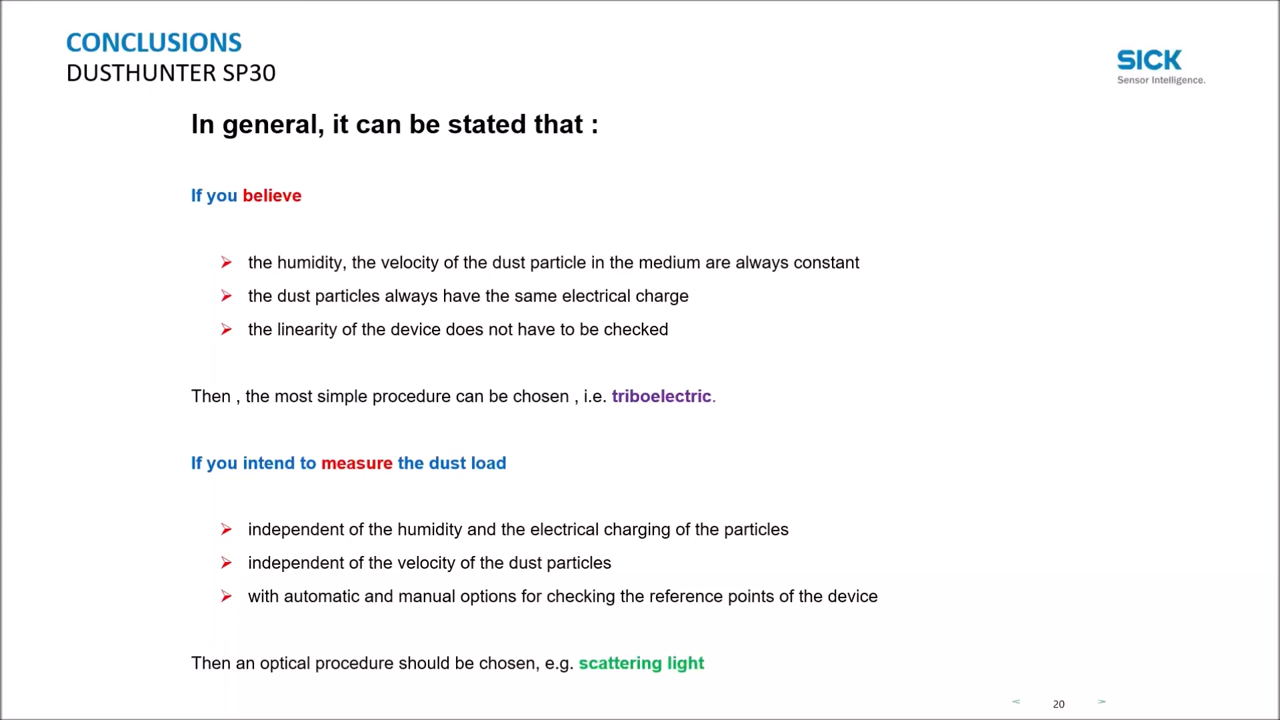 CONCLUSIONS
DUSTHUNTER SP30
SICK
Sensor Intelligence.
In general, it can be stated that :
If you believe
the humidity, the velocity of the dust particle in the medium are always constant
the dust particles always have the same electrical charge
the linearity of the device does not have to be checked
Then , the most simple procedure can be chosen , i.e. triboelectric.
If you intend to measure the dust load
independent of the humidity and the electrical charging of the particles
independent of the velocity of the dust particles
with automatic and manual options for checking the reference points of the device
Then an optical procedure should be chosen, e.g. scattering light
< 20 >